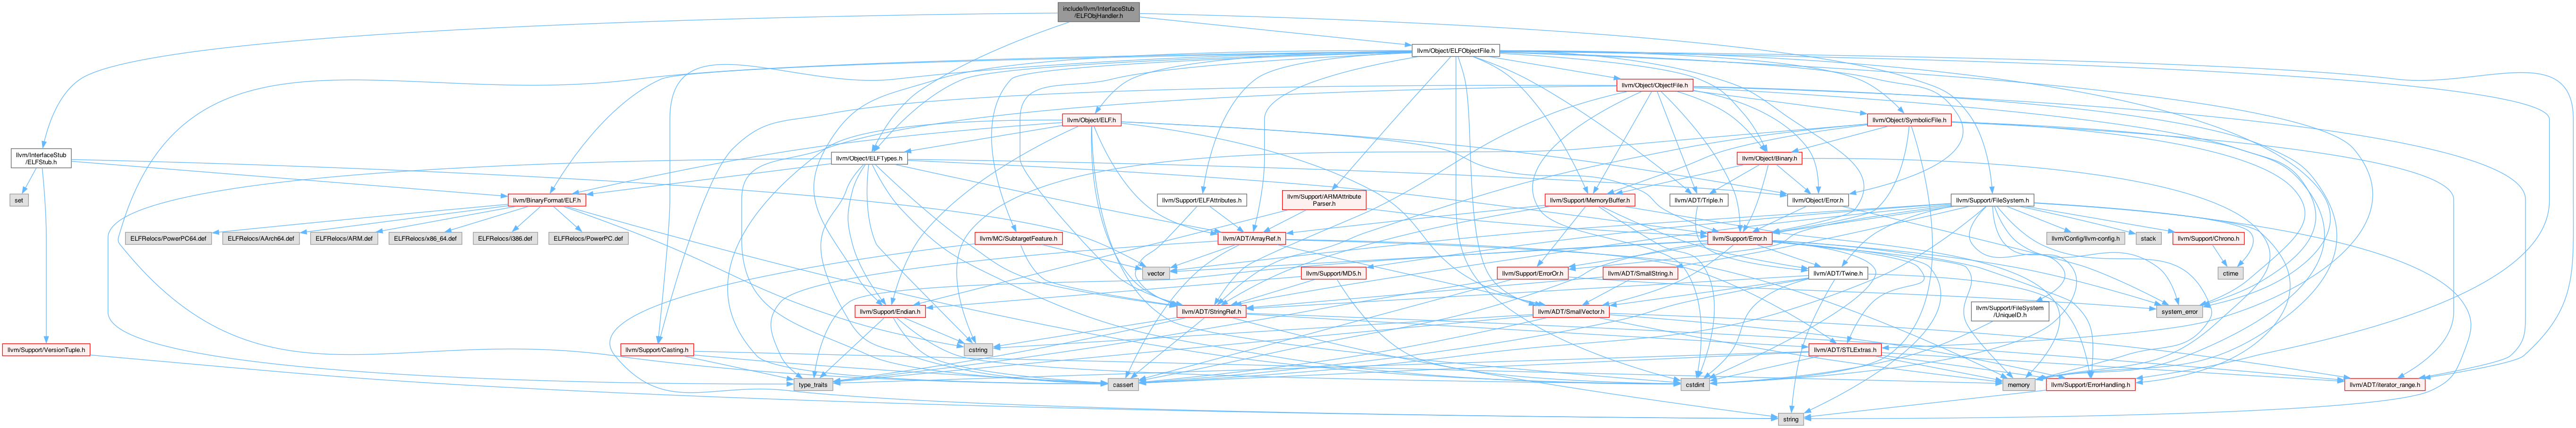 include/llvm/InterfaceStub
/ELFObjHandler.h
llvm/Object/ELFObjectFile.h
llvm/Object/ObjectFile.h
llvm/Object/ELF.h
llvm/Object/SymbolicFile.h
llvm/InterfaceStub
/ELFStub.h
llvm/Object/ELFTypes.h
llvm/Object/Binary.h
set
llvm/BinaryFormat/ELF.h
llvm/Support/ELFAttributes.h
llvm/Support/ARMAttribute
Parser.h
llvm/Support/MemoryBuffer.h
llvm/ADT/Triple.h
llvm/Object/Error.h
llvm/Support/FileSystem.h
ELFRelocs/PowerPC64.def
ELFRelocs/AArch64.def
ELFRelocs/ARM.def
ELFRelocs/x86_64.def
ELFRelocs/i386.def
ELFRelocs/PowerPC.def
llvm/MC/SubtargetFeature.h
llvm/ADT/ArrayRef.h
llvm/Support/Error.h
llvm/Config/llvm-config.h
stack
llvm/Support/Chrono.h
vector
llvm/Support/MD5.h
llvm/Support/ErrorOr.h
llvm/ADT/SmallString.h
llvm/ADT/Twine.h
ctime
llvm/Support/Endian.h
llvm/ADT/StringRef.h
llvm/ADT/SmallVector.h
llvm/Support/FileSystem
/UniqueID.h
system_error
llvm/Support/VersionTuple.h
llvm/Support/Casting.h
cstring
llvm/ADT/STLExtras.h
type_traits
cassert
cstdint
memory
llvm/Support/ErrorHandling.h
llvm/ADT/iterator_range.h
string